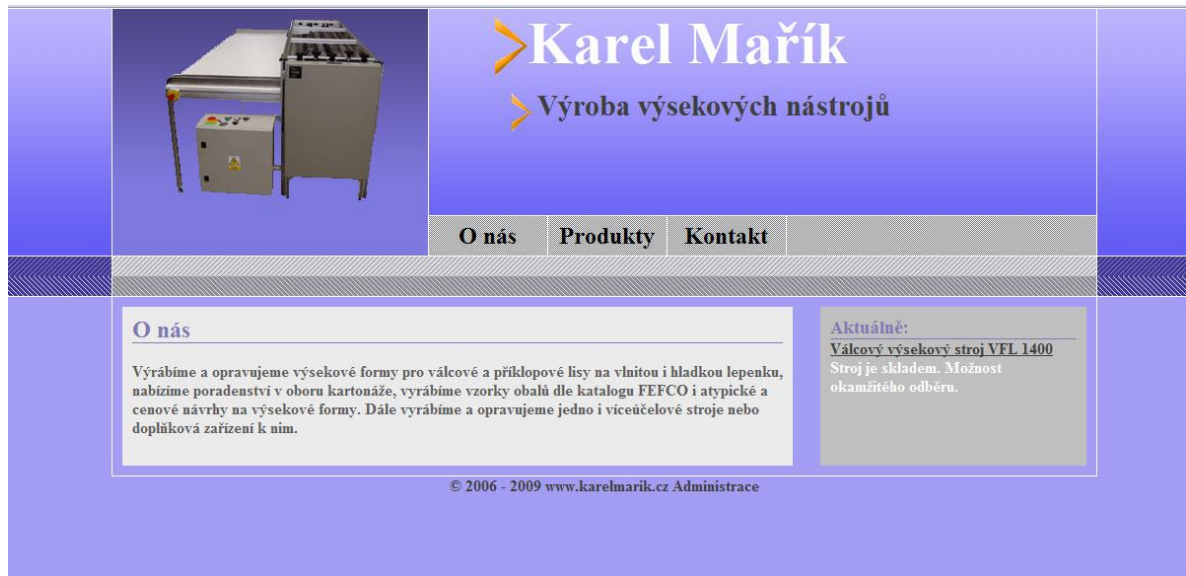 Karel Mařík
Výroba výsekových nástrojů
O nás Produkty Kontakt
O nás
Výrábíme a opravujeme výsekové formy pro válcové a příklopové lisy na vlnitou i hladkou lepenku,
nabízíme poradenství v oboru kartonáže, vyrábíme vzorky obalů dle katalogu FEFCO i atypické a
cenové návrhy na výsekové formy. Dále vyrábíme a opravujeme jedno i víceúčelové stroje nebo
doplňková zařízení k nim.
Aktuálně:
Válcový výsekový stroj VFL 1400
Stroj je skladem. Možnost
okamžitého odběru.
© 2006 - 2009 www.karelmarik.cz Administrace